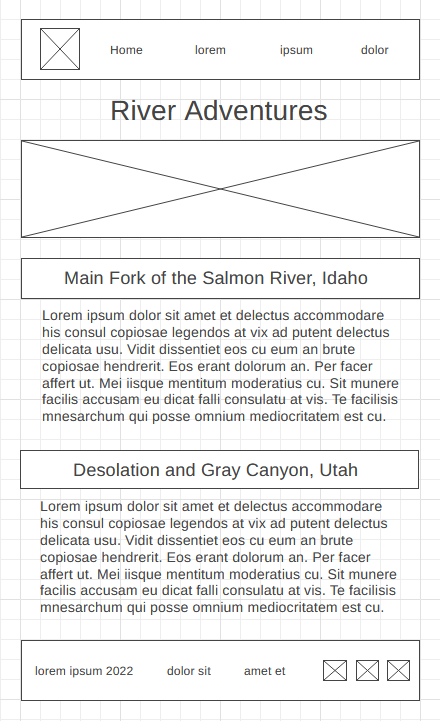 Home lorem ipsum dolor
River Adventures
Main Fork of the Salmon River, Idaho
Lorem ipsum dolor sit amet et delectus accommodare
his consul copiosae legendos at vix ad putent delectus
delicata usu. Vidit dissentiet eos cu eum an brute
copiosae hendrerit. Eos erant dolorum an. Per facer
affert ut. Mei iisque mentitum moderatius cu. Sit munere
facilis accusam eu dicat falli consulatu at vis. Te facilisis
mnesarchum qui posse omnium mediocritatem est cu.
Desolation and Gray Canyon, Utah
Lorem ipsum dolor sit amet et delectus accommodare
his consul copiosae legendos at vix ad putent delectus
delicata usu. Vidit dissentiet eos cu eum an brute
copiosae hendrerit. Eos erant dolorum an. Per facer
affert ut. Mei iisque mentitum moderatius cu. Sit munere
facilis accusam eu dicat falli consulatu at vis. Te facilisis
mnesarchum qui posse omnium mediocritatem est cu.
lorem ipsum 2022 dolor sit amet et